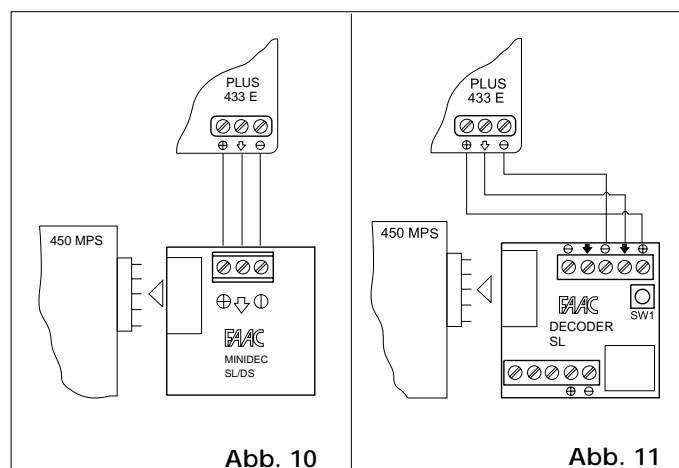 PLUS
433 E
450 MPS
FAAC
MINIDEC
SL/DS
Abb. 10
PLUS
433 E
450 MPS
FAAC
DECODER
SL
SW1
Abb. 11